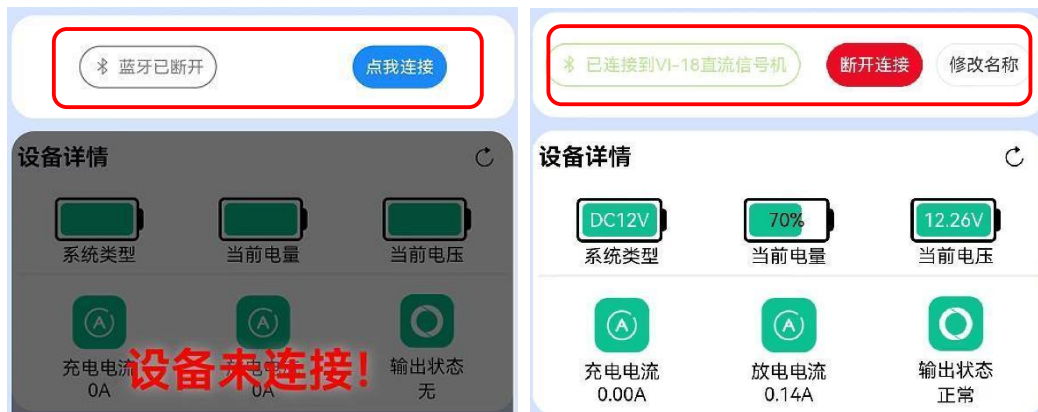 蓝牙已断开
点我连接
设备详情
系统类型
当前电量
当前电压
充电电流
放电电流
输出状态
0A
0A
无
设备未连接!
已连接到VI-18直流信号机
断开连接
修改名称
设备详情
DC12V
70%
12.26V
系统类型
当前电量
当前电压
充电电流
放电电流
输出状态
0.00A
0.14A
正常